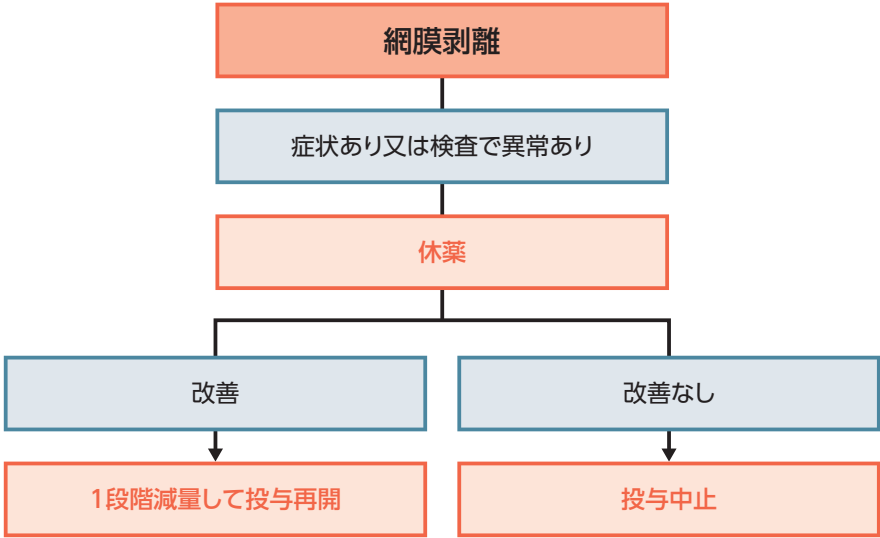 網膜剥離
症状あり又は検査で異常あり
休薬
改善
改善なし
1段階減量して投与再開
投与中止